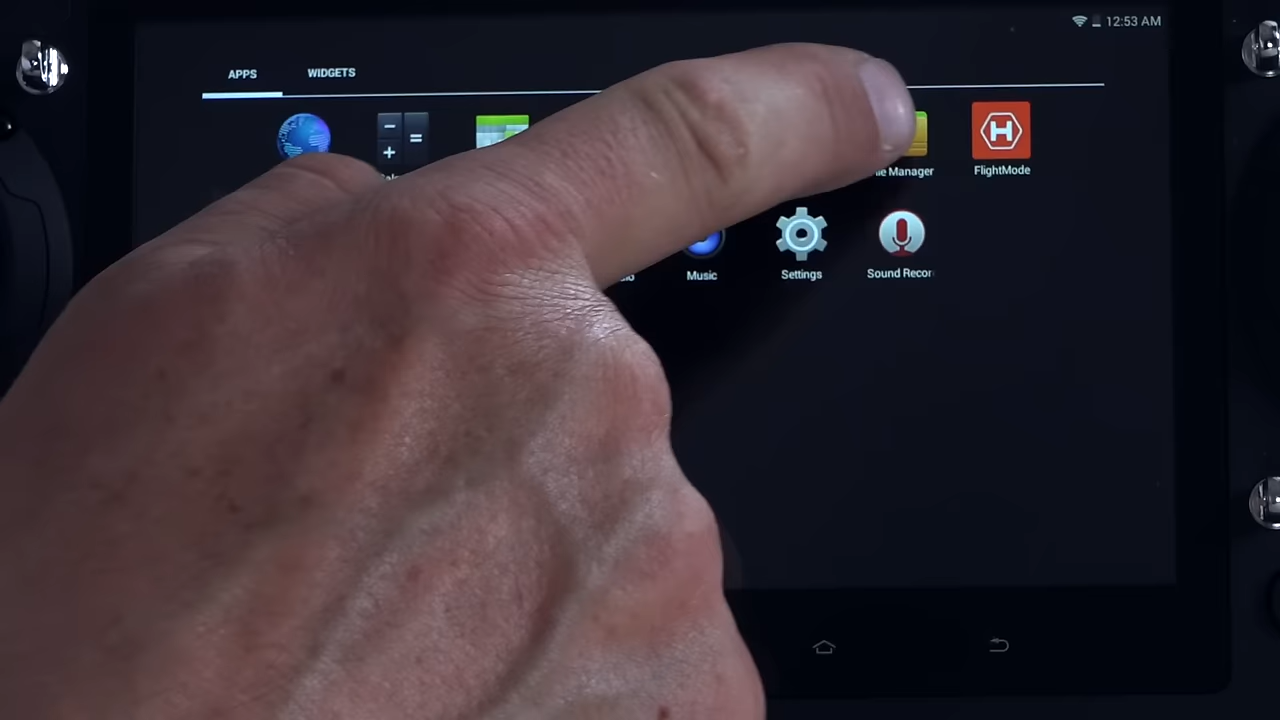 12:53 AM
APPS WIDGETS
Manager FlightMode
Music Settings Sound Recor